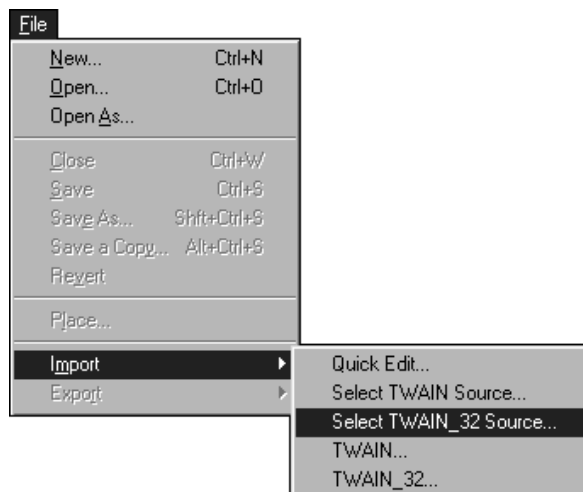 File
New... Ctrl+N
Open... Ctrl+O
Open As...
Close Ctrl+W
Save Ctrl+S
Save As... Shft+Ctrl+S
Save a Copy... Alt+Ctrl+S
Revert
Place...
Import
Export
Quick Edit...
Select TWAIN Source...
Select TWAIN_32 Source...
TWAIN...
TWAIN_32...